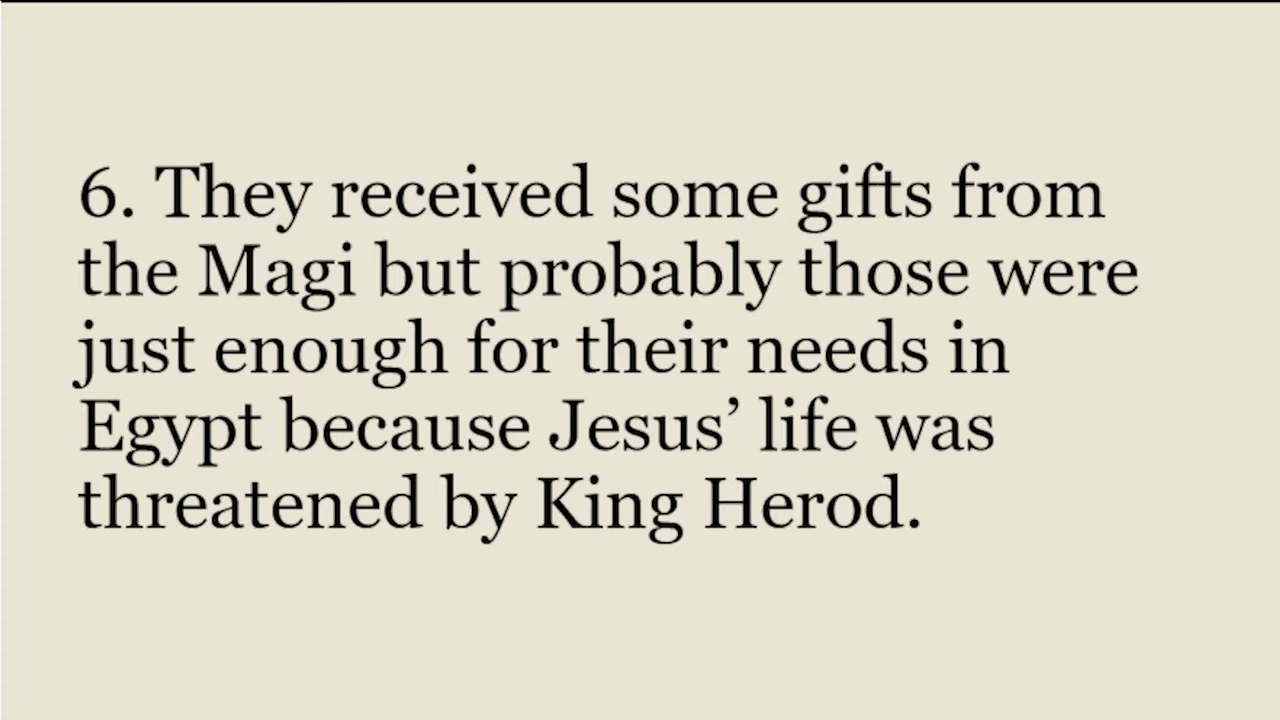 6. They received some gifts from
the Magi but probably those were
just enough for their needs in
Egypt because Jesus’ life was
threatened by King Herod.